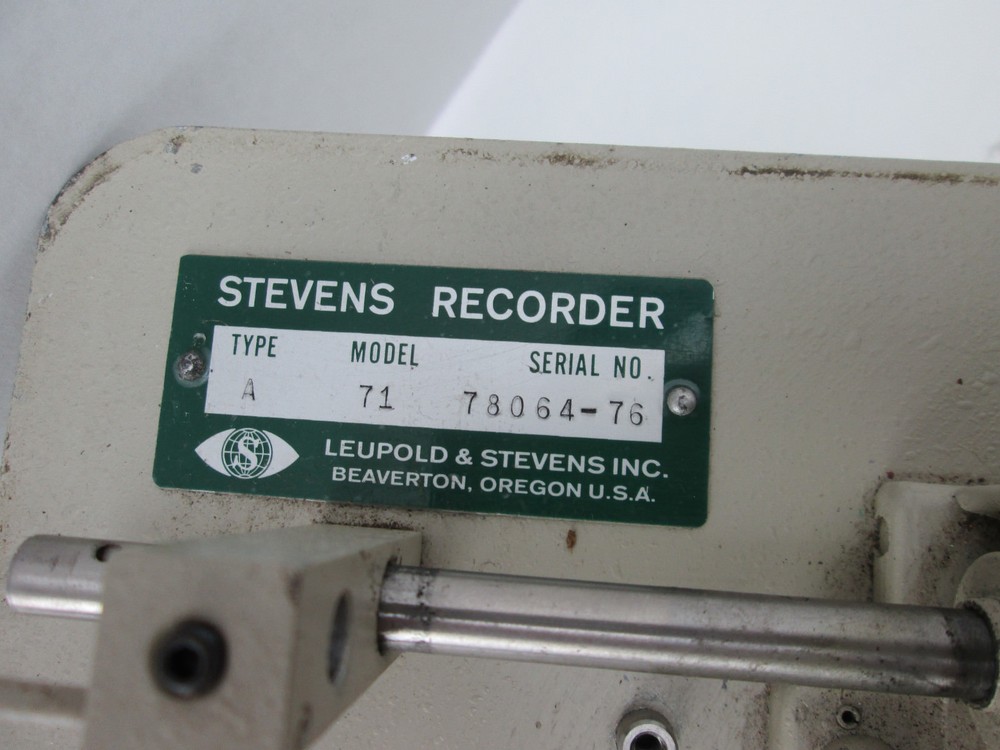 STEVENS RECORDER
TYPE MODEL SERIAL NO.
A 71 78064-76
S
LEUPOLD & STEVENS INC.
BEAVERTON, OREGON U.S.A.